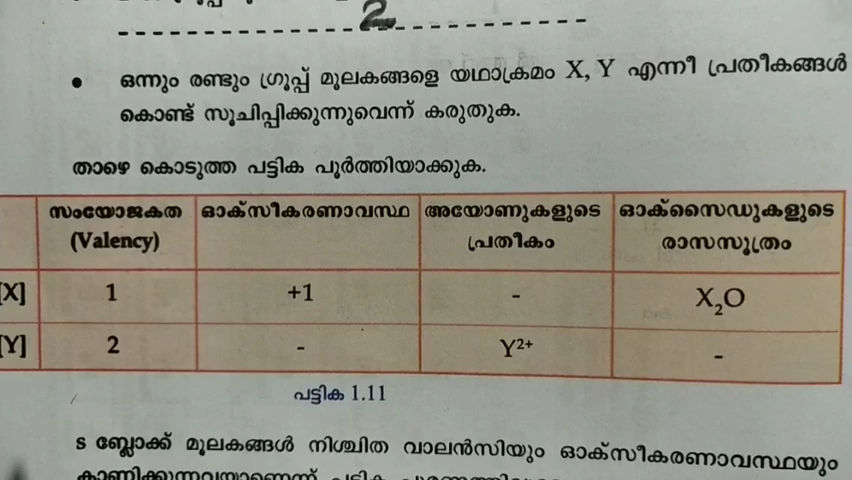 2
• ഒന്നും രണ്ടും ഗ്രൂപ്പ് മൂലകങ്ങളെ യഥാക്രമം X, Y എന്നീ പ്രതീകങ്ങൾ
കൊണ്ട് സൂചിപ്പിക്കുന്നുവെന്ന് കരുതുക.
താഴെ കൊടുത്ത പട്ടിക പൂർത്തിയാക്കുക.
സംയോജകത (Valency) ഓക്സീകരണാവസ്ഥ അയോണുകളുടെ പ്രതീകം ഓക്സൈഡുകളുടെ രാസസൂത്രം
[X] 1 +1 - X₂O
[Y] 2 - Y²⁺ -
പട്ടിക 1.11
s ബ്ലോക്ക് മൂലകങ്ങൾ നിശ്ചിത വാലൻസിയും ഓക്സീകരണാവസ്ഥയും